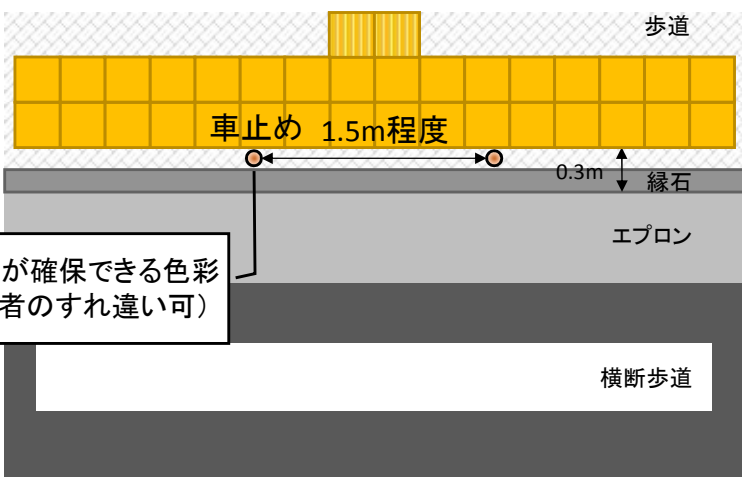 歩道
車止め 1.5m程度
0.3m
縁石
エプロン
が確保できる色彩
者のすれ違い可）
横断歩道